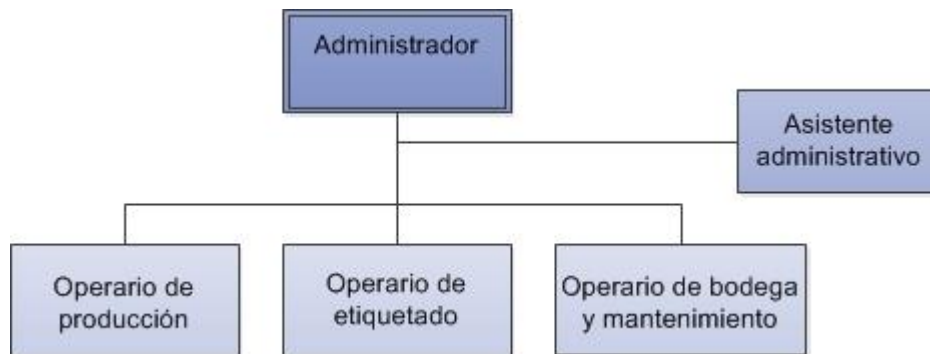 Administrador
Asistente
administrativo
Operario de
producción
Operario de
etiquetado
Operario de bodega
y mantenimiento